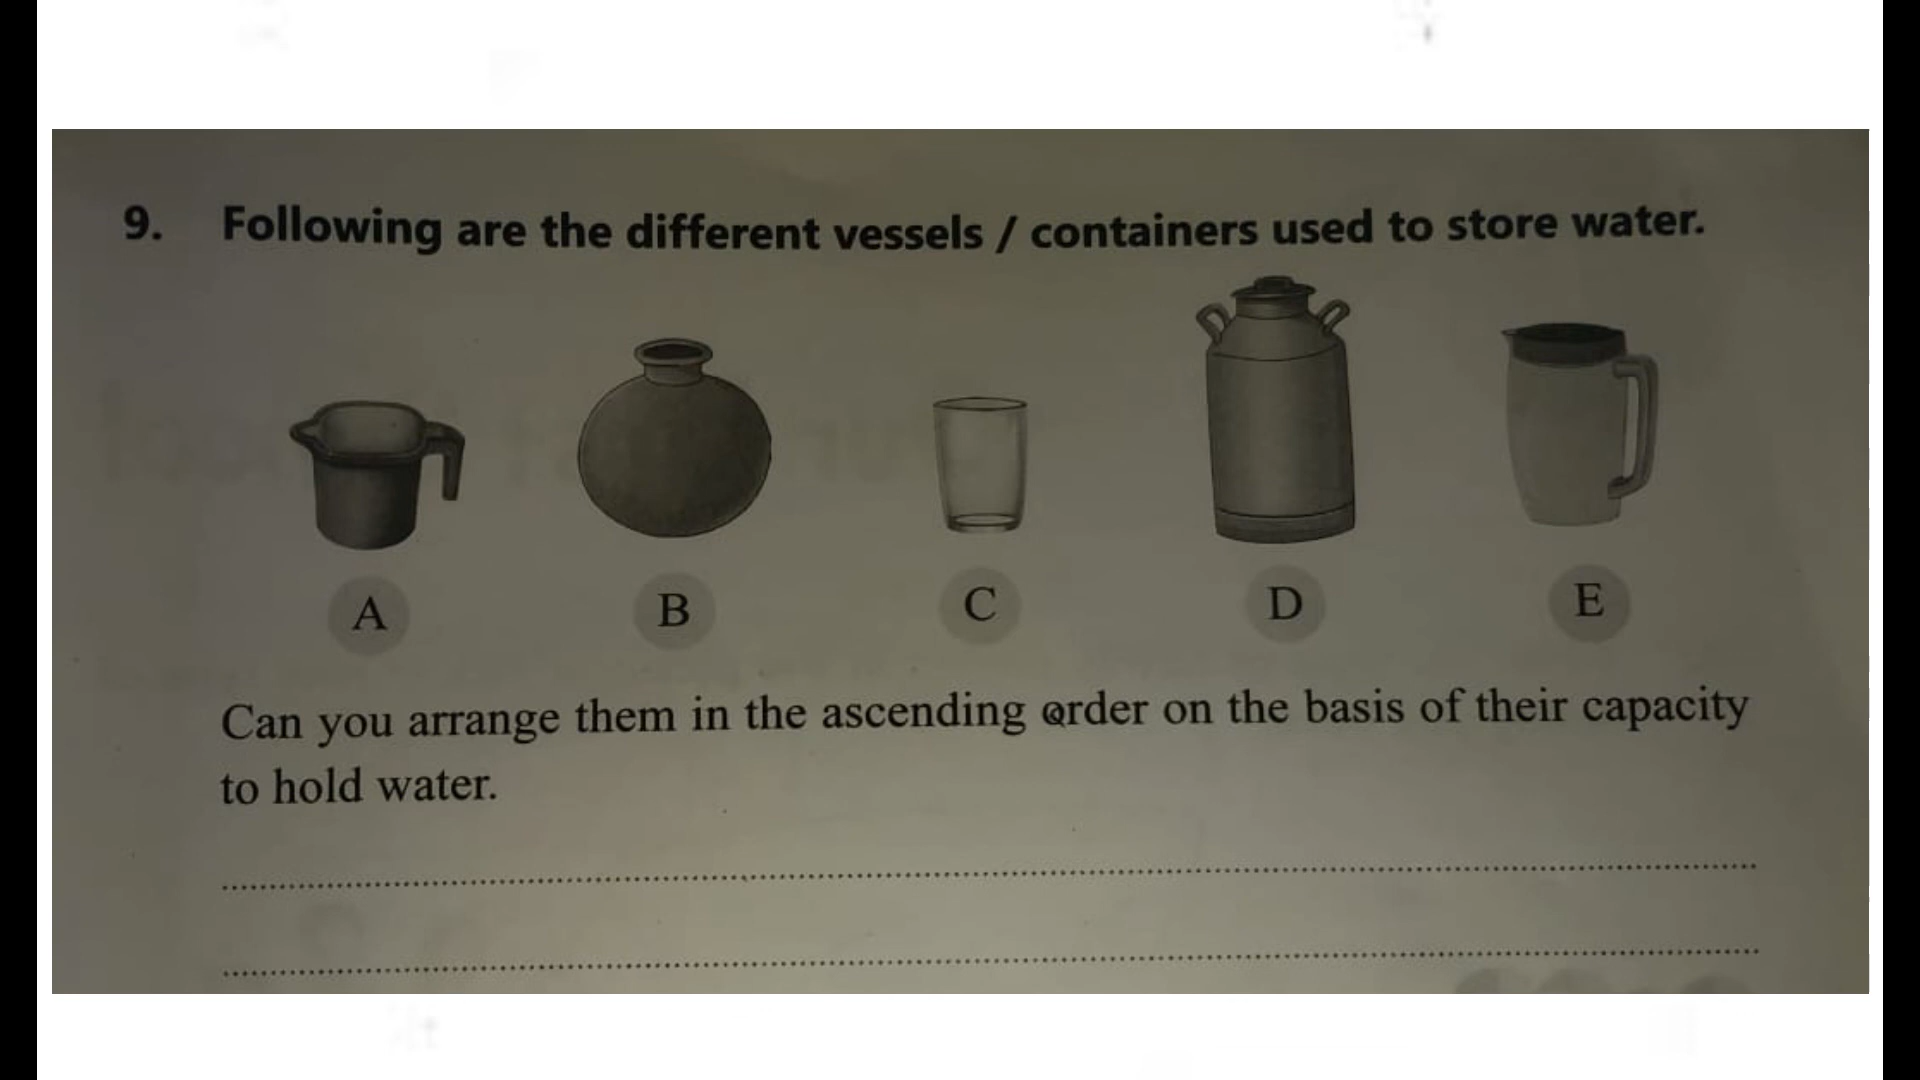 9. Following are the different vessels / containers used to store water.
A B C D E
Can you arrange them in the ascending order on the basis of their capacity
to hold water.